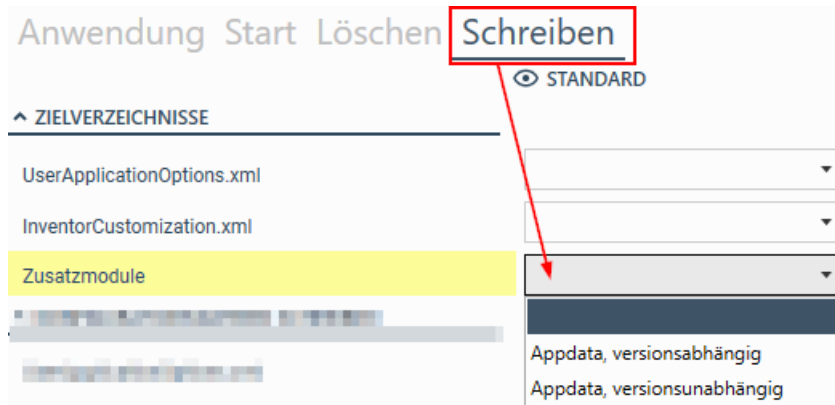 Anwendung Start Löschen Schreiben
STANDARD
ZIELVERZEICHNISSE
UserApplicationOptions.xml
InventorCustomization.xml
Zusatzmodule
Appdata, versionsabhängig
Appdata, versionsunabhängig